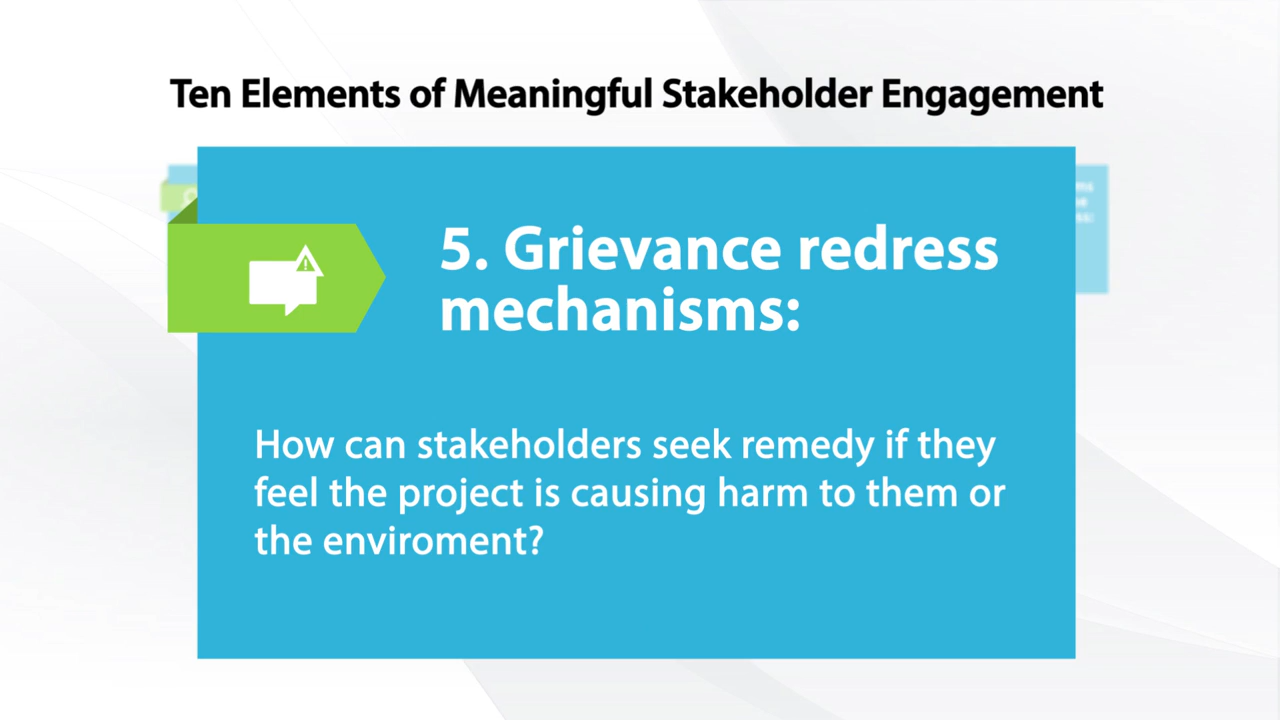 Ten Elements of Meaningful Stakeholder Engagement
5. Grievance redress
mechanisms:
How can stakeholders seek remedy if they
feel the project is causing harm to them or
the enviroment?